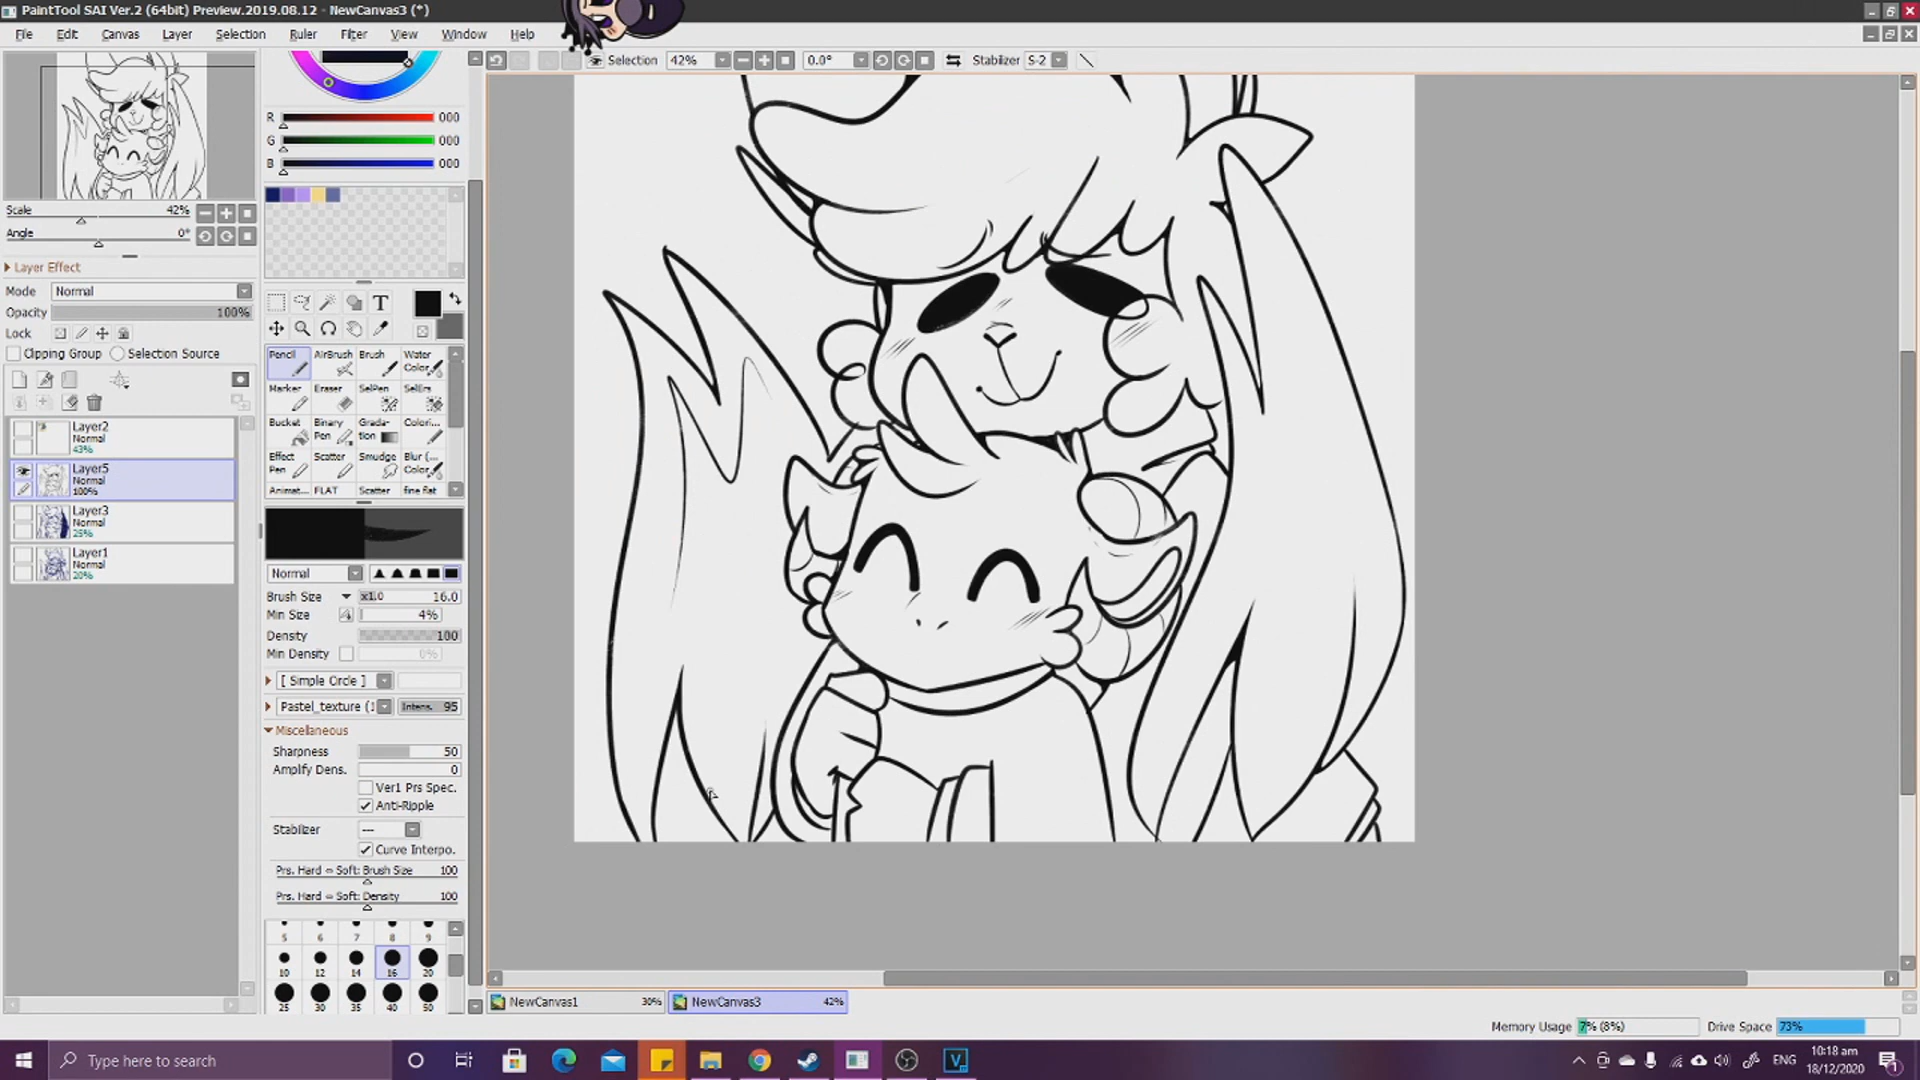 PaintTool SAI Ver.2 (64bit) Preview.2019.08.12 - NewCanvas3 (*)
File Edit Canvas Layer Selection Ruler Filter View Window Help
Selection 42% 0.0° Stabilizer S-2
R 000
G 000
B 000
Scale 42%
Angle 0°
Layer Effect
Mode Normal
Opacity 100%
Lock
Clipping Group Selection Source
Layer2
Normal
43%
Layer5
Normal
100%
Layer3
Normal
25%
Layer1
Normal
20%
T
Pencil AirBrush Brush Water Color...
Marker Eraser SelPen SelErs
Bucket Binary Pen Grada-tion Colori...
Effect Pen Scatter Smudge Blur (... Color...
Animat... FLAT Scatter fine flat
Normal
Brush Size x1.0 16.0
Min Size 4%
Density 100
Min Density 0%
[ Simple Circle ]
Pastel_texture (1 Intens. 95
Miscellaneous
Sharpness 50
Amplify Dens. 0
Ver1 Prs Spec.
Anti-Ripple
Stabilizer ---
Curve Interpo.
Prs. Hard ⇔ Soft: Brush Size 100
Prs. Hard ⇔ Soft: Density 100
5 6 7 8 9
10 12 14 16 20
25 30 35 40 50
NewCanvas1 30% NewCanvas3 42%
Memory Usage 7% (8%) Drive Space 73%
Type here to search
ENG
10:18 am
18/12/2020
1